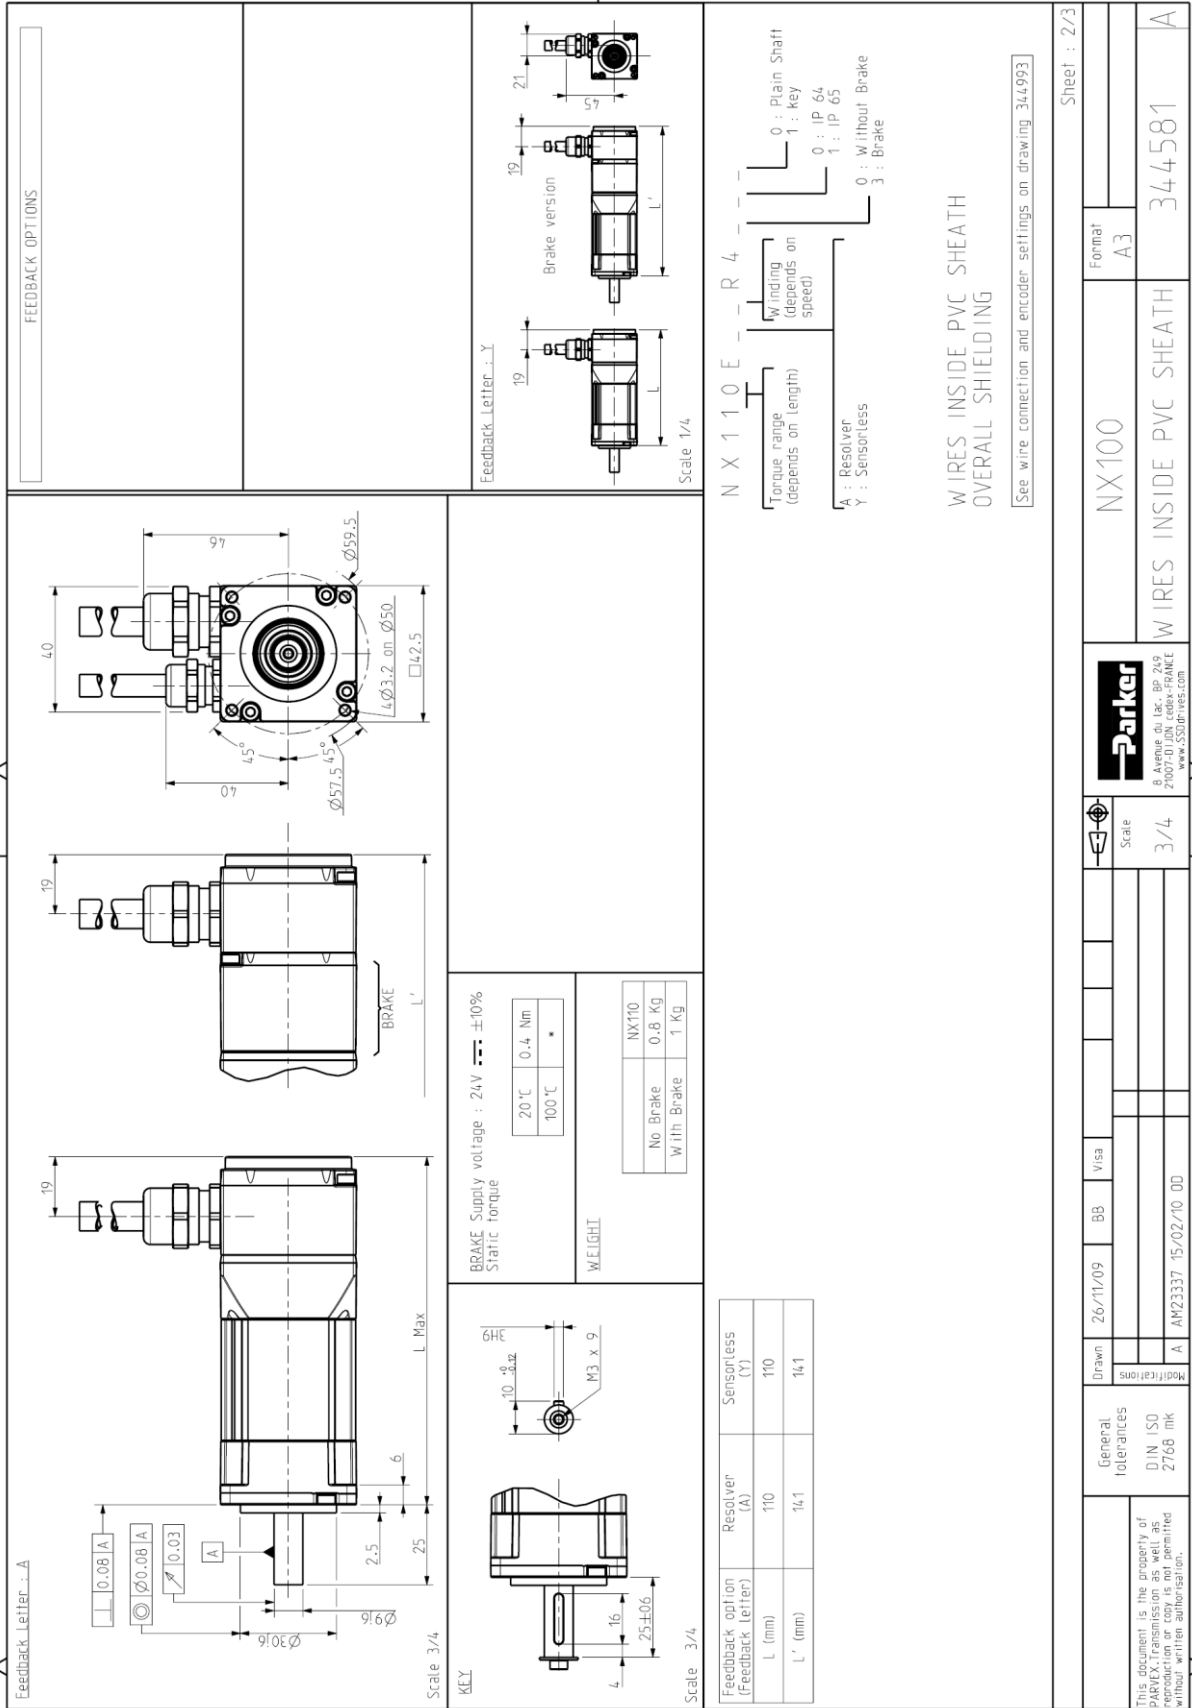 Feedback Letter : A
FEEDBACK OPTIONS
⊥ 0.08 A
◎ Ø0.08 A
↗ 0.03
A
Ø30j6
Ø9j6
2.5
6
25
L Max
19
19
BRAKE
L'
40
46
40
45°
45°
Ø57.5
Ø59.5
4Ø3.2 on Ø50
□42.5
Scale 3/4
KEY
4
16
25±06
10 +0 -0.12
3H9
M3 x 9
Scale 3/4
BRAKE Supply voltage : 24V ±10%
Static torque
20°C 0.4 Nm
100°C *
WEIGHT
NX110
No Brake 0.8 Kg
With Brake 1 Kg
Feedback Letter : Y
19
L
Brake version
19
L'
21
45
Scale 1/4
Feedbback option (Feedback letter) Resolver (A) Sensorless (Y)
L (mm) 110 110
L' (mm) 141 141
N X 1 1 0 E _ _ R 4 _ _ _
Torque range
(depends on length)
Winding
(depends on
speed)
A : Resolver
Y : Sensorless
0 : Plain Shaft
1 : key
0 : IP 64
1 : IP 65
0 : Without Brake
3 : Brake
WIRES INSIDE PVC SHEATH
OVERALL SHIELDING
See wire connection and encoder settings on drawing 344993
Sheet : 2/3
This document is the property of
PARVEX.Transmission as well as
reproduction or copy is not permitted
without written authorisation.
General
tolerances
DIN ISO
2768 mK
Drawn 26/11/09 BB Visa
Modifications
A AM23337 15/02/10 OD
Scale
3/4
Parker
8 Avenue du Lac. BP 249
21007-DIJON cedex-FRANCE
www.SSDdrives.com
NX100
Format
A3
WIRES INSIDE PVC SHEATH
344581
A